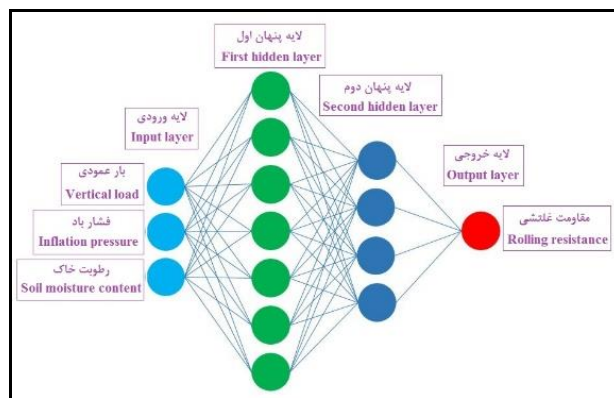 لایه پنهان اول
First hidden layer
لایه پنهان دوم
Second hidden layer
لایه ورودی
Input layer
لایه خروجی
Output layer
بار عمودی
Vertical load
فشار باد
Inflation pressure
رطوبت خاک
Soil moisture content
مقاومت غلتشی
Rolling resistance